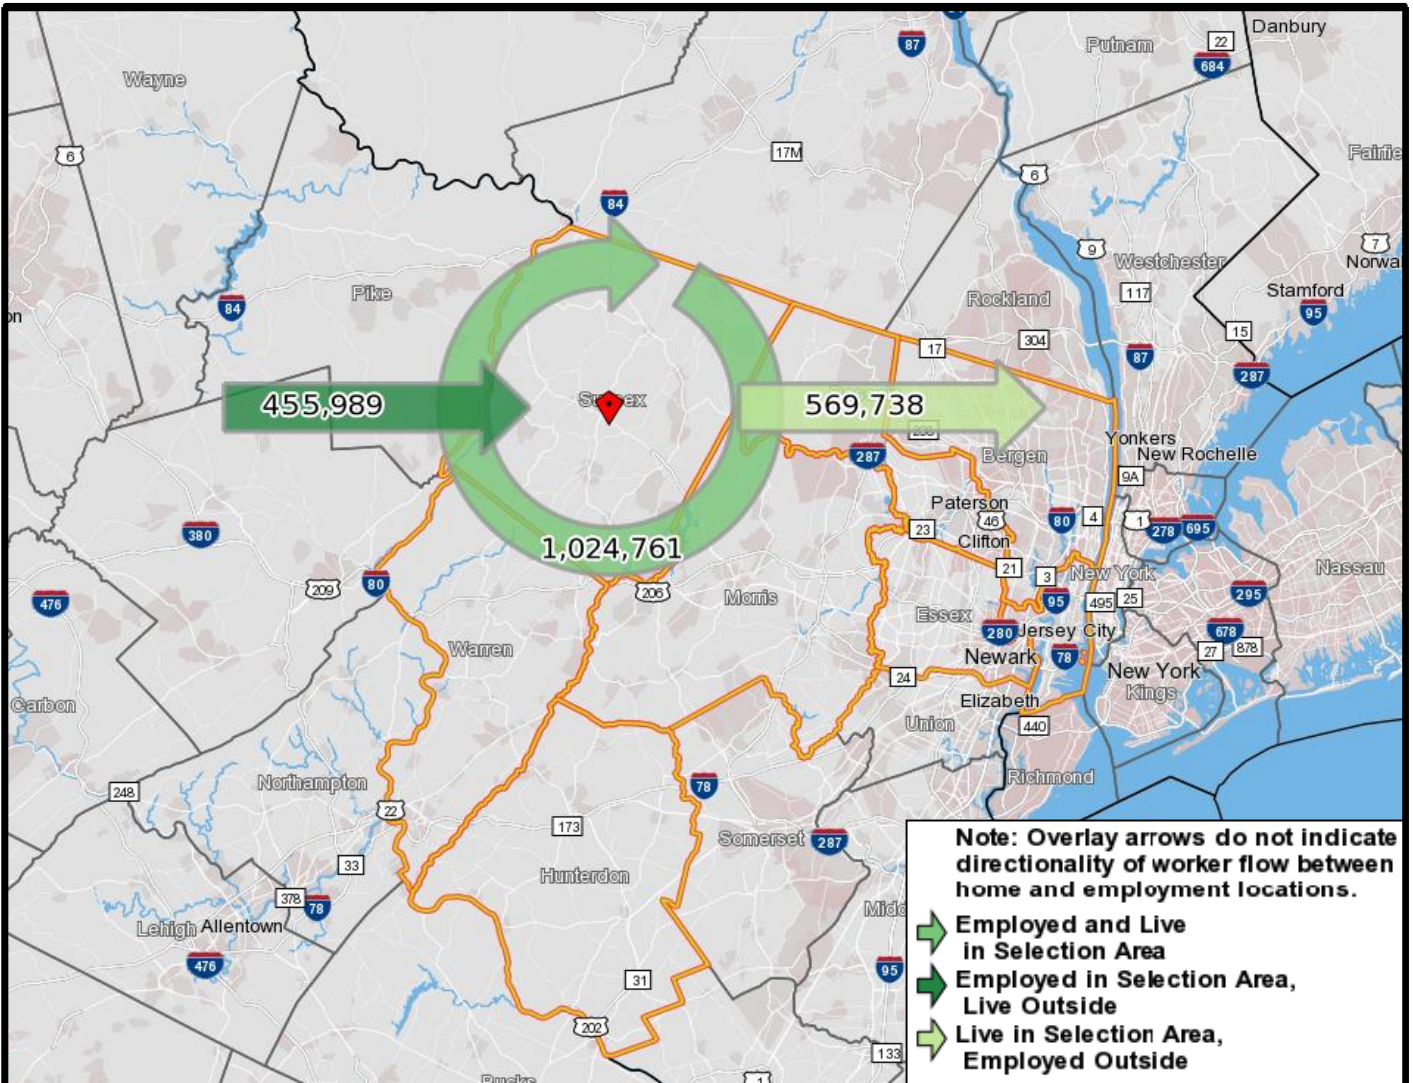 Danbury
Putnam
22
87
684
Wayne
6
17M
Fairfie
6
84
7
9
Norwa
Westchester
Pike
Rockland
117
Stamford
84
95
on
15
304
17
87
287
455,989
569,738
Yonkers
New Rochelle
Bergen
287
9A
Paterson
46
80
4
1
278
695
380
23
Clifton
1,024,761
21
3
New York
Nassau
80
209
206
Morris
95
495
25
295
476
Essex
280
Jersey City
678
878
27
Warren
Newark
78
New York
24
Kings
Carbon
Elizabeth
Union
440
Northampton
78
Richmond
248
22
173
Somerset
287
33
Hunterdon
378
78
Lehigh
Allentown
476
95
31
202
133
1
Note: Overlay arrows do not indicate
directionality of worker flow between
home and employment locations.
Employed and Live
in Selection Area
Employed in Selection Area,
Live Outside
Live in Selection Area,
Employed Outside